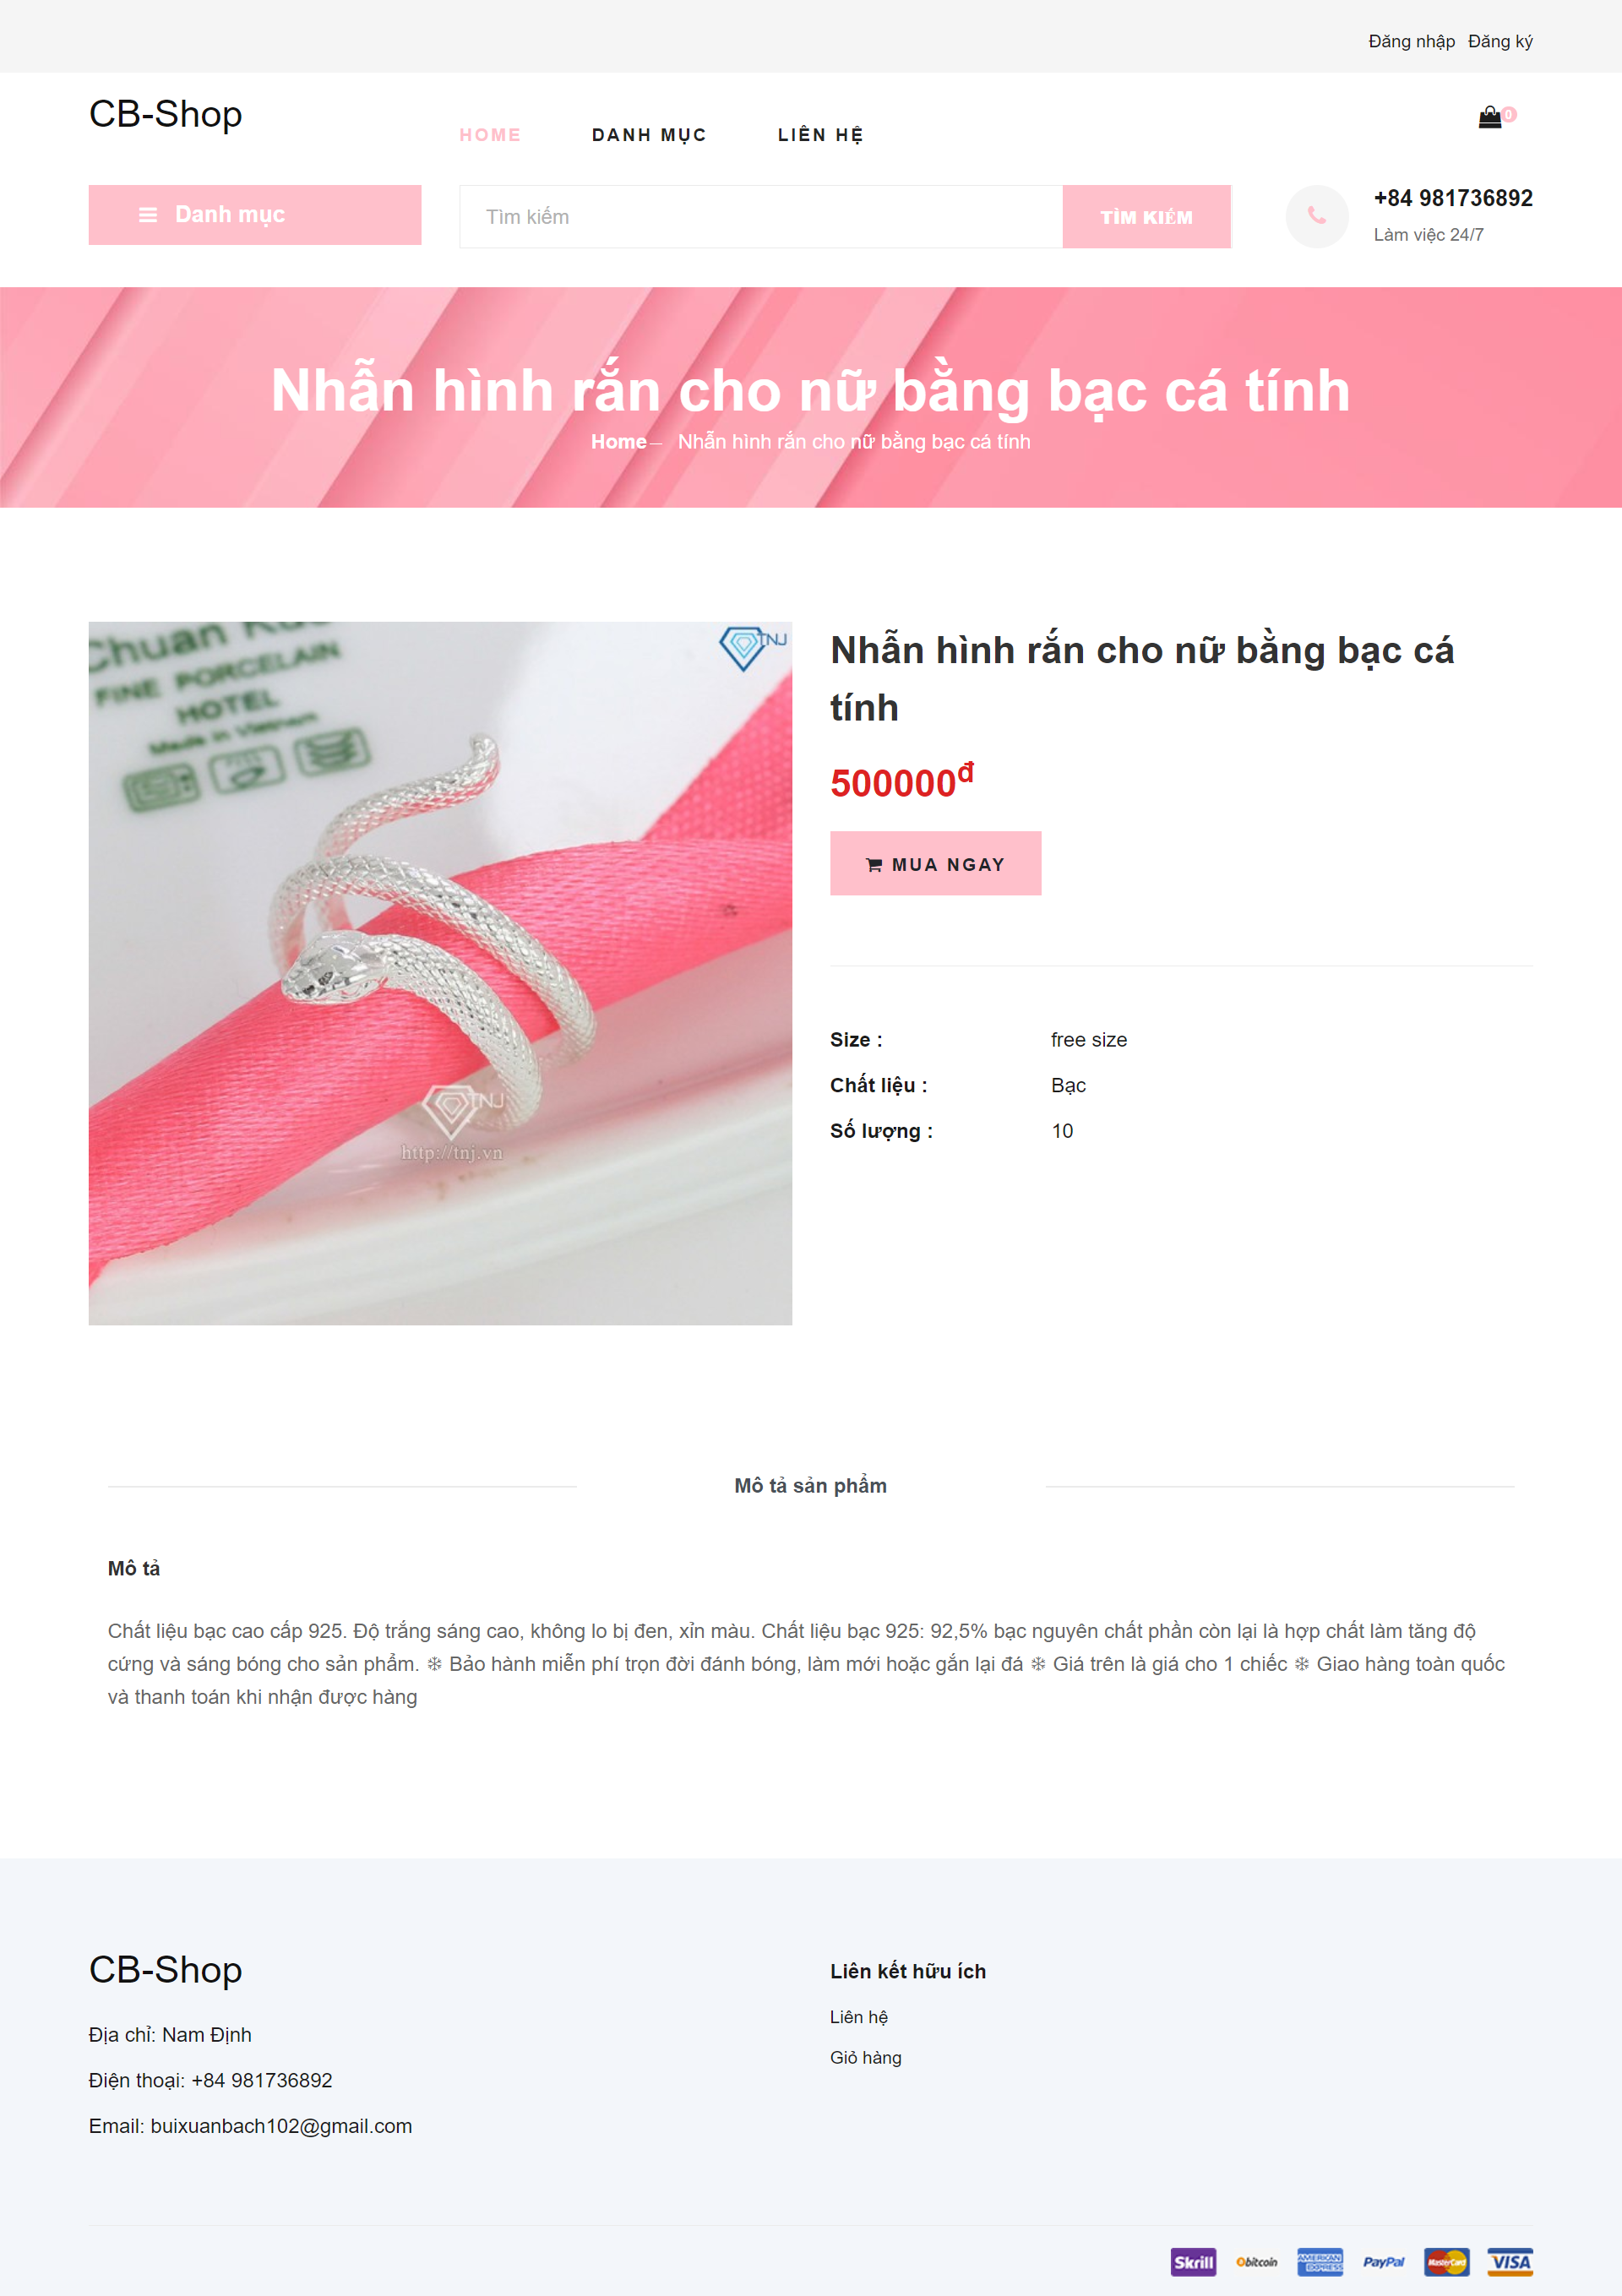 Đăng nhập Đăng ký
CB-Shop
HOME DANH MỤC LIÊN HỆ
0
Danh mục
Tìm kiếm
TÌM KIẾM
+84 981736892
Làm việc 24/7
Nhẫn hình rắn cho nữ bằng bạc cá tính
Home – Nhẫn hình rắn cho nữ bằng bạc cá tính
Chuan
FINE PORCELAIN
HOTEL
Made in Vietnam
TNJ
TNJ
http://tnj.vn
Nhẫn hình rắn cho nữ bằng bạc cá
tính
500000đ
MUA NGAY
Size : free size
Chất liệu : Bạc
Số lượng : 10
Mô tả sản phẩm
Mô tả
Chất liệu bạc cao cấp 925. Độ trắng sáng cao, không lo bị đen, xỉn màu. Chất liệu bạc 925: 92,5% bạc nguyên chất phần còn lại là hợp chất làm tăng độ
cứng và sáng bóng cho sản phẩm. ❄ Bảo hành miễn phí trọn đời đánh bóng, làm mới hoặc gắn lại đá ❄ Giá trên là giá cho 1 chiếc ❄ Giao hàng toàn quốc
và thanh toán khi nhận được hàng
CB-Shop
Địa chỉ: Nam Định
Điện thoại: +84 981736892
Email: buixuanbach102@gmail.com
Liên kết hữu ích
Liên hệ
Giỏ hàng
Skrill bitcoin AMERICAN EXPRESS PayPal MasterCard VISA